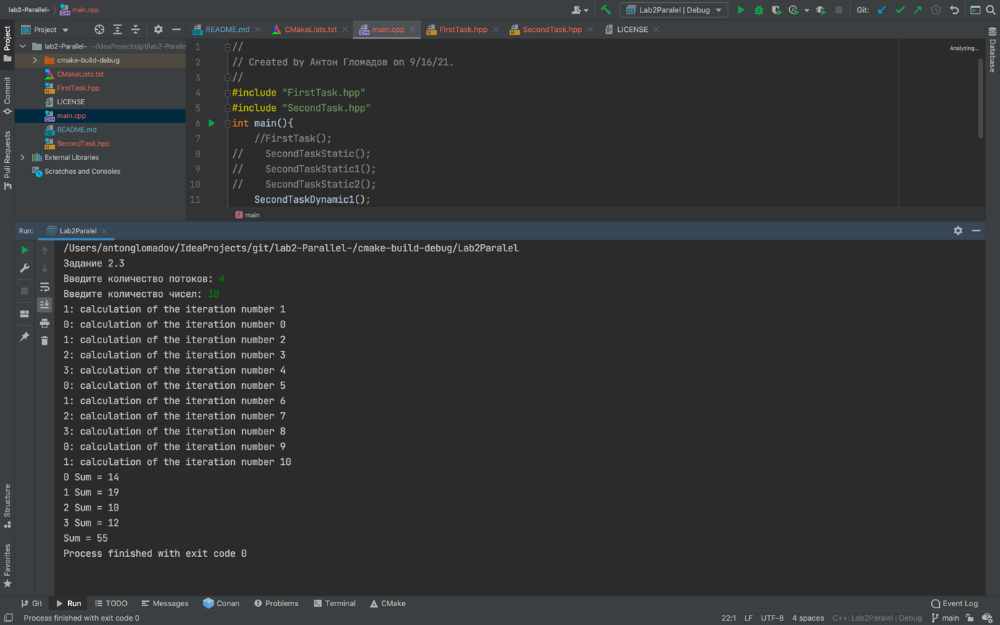 lab2-Parallel- main.cpp
Lab2Paralel | Debug
Git:
Project
README.md
CMakeLists.txt
main.cpp
FirstTask.hpp
SecondTask.hpp
LICENSE
Project
Commit
Pull Requests
Structure
Favorites
Database
lab2-Parallel- ~/IdeaProjects/git/lab2-Paralle
cmake-build-debug
CMakeLists.txt
FirstTask.hpp
LICENSE
main.cpp
README.md
SecondTask.hpp
External Libraries
Scratches and Consoles
Analyzing...
1 //
2 // Created by Антон Гломадов on 9/16/21.
3 //
4 #include "FirstTask.hpp"
5 #include "SecondTask.hpp"
6 int main(){
7 //FirstTask();
8 // SecondTaskStatic();
9 // SecondTaskStatic1();
10 // SecondTaskStatic2();
11 SecondTaskDynamic1();
f main
Run: Lab2Paralel
/Users/antonglomadov/IdeaProjects/git/lab2-Parallel-/cmake-build-debug/Lab2Paralel
Задание 2.3
Введите количество потоков: 4
Введите количество чисел: 10
1: calculation of the iteration number 1
0: calculation of the iteration number 0
1: calculation of the iteration number 2
2: calculation of the iteration number 3
3: calculation of the iteration number 4
0: calculation of the iteration number 5
1: calculation of the iteration number 6
2: calculation of the iteration number 7
3: calculation of the iteration number 8
0: calculation of the iteration number 9
1: calculation of the iteration number 10
0 Sum = 14
1 Sum = 19
2 Sum = 10
3 Sum = 12
Sum = 55
Process finished with exit code 0
Git Run TODO Messages Conan Problems Terminal CMake Event Log
Process finished with exit code 0 22:1 LF UTF-8 4 spaces C++: Lab2Paralel | Debug main